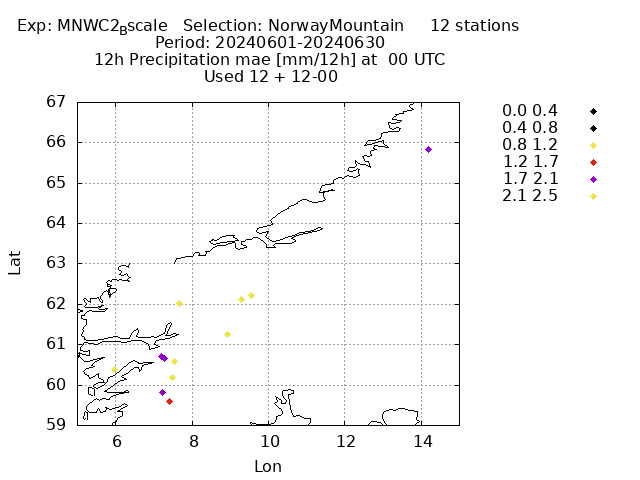 Exp: MNWC2Bscale Selection: NorwayMountain 12 stations
Period: 20240601-20240630
12h Precipitation mae [mm/12h] at 00 UTC
Used 12 + 12-00
67
66
65
64
63
62
61
60
59
Lat
6 8 10 12 14
Lon
0.0 0.4
0.4 0.8
0.8 1.2
1.2 1.7
1.7 2.1
2.1 2.5